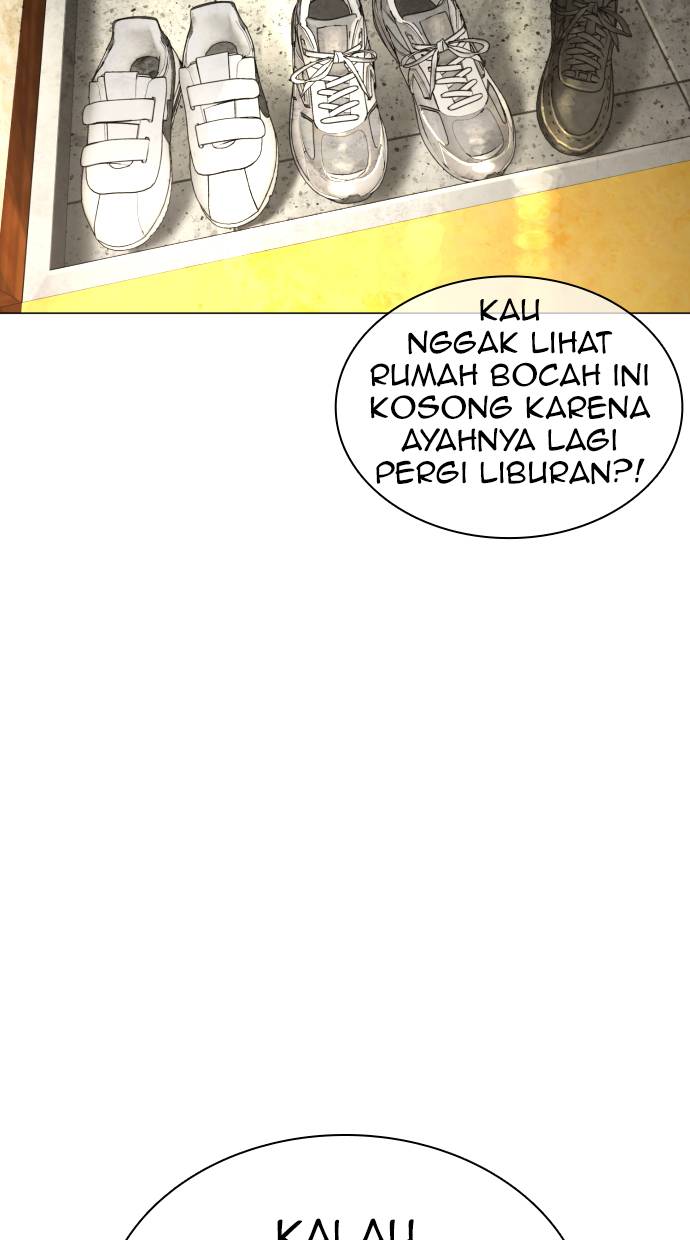 KAU
NGGAK LIHAT
RUMAH BOCAH INI
KOSONG KARENA
AYAHNYA LAGI
PERGI LIBURAN?!
KALAU